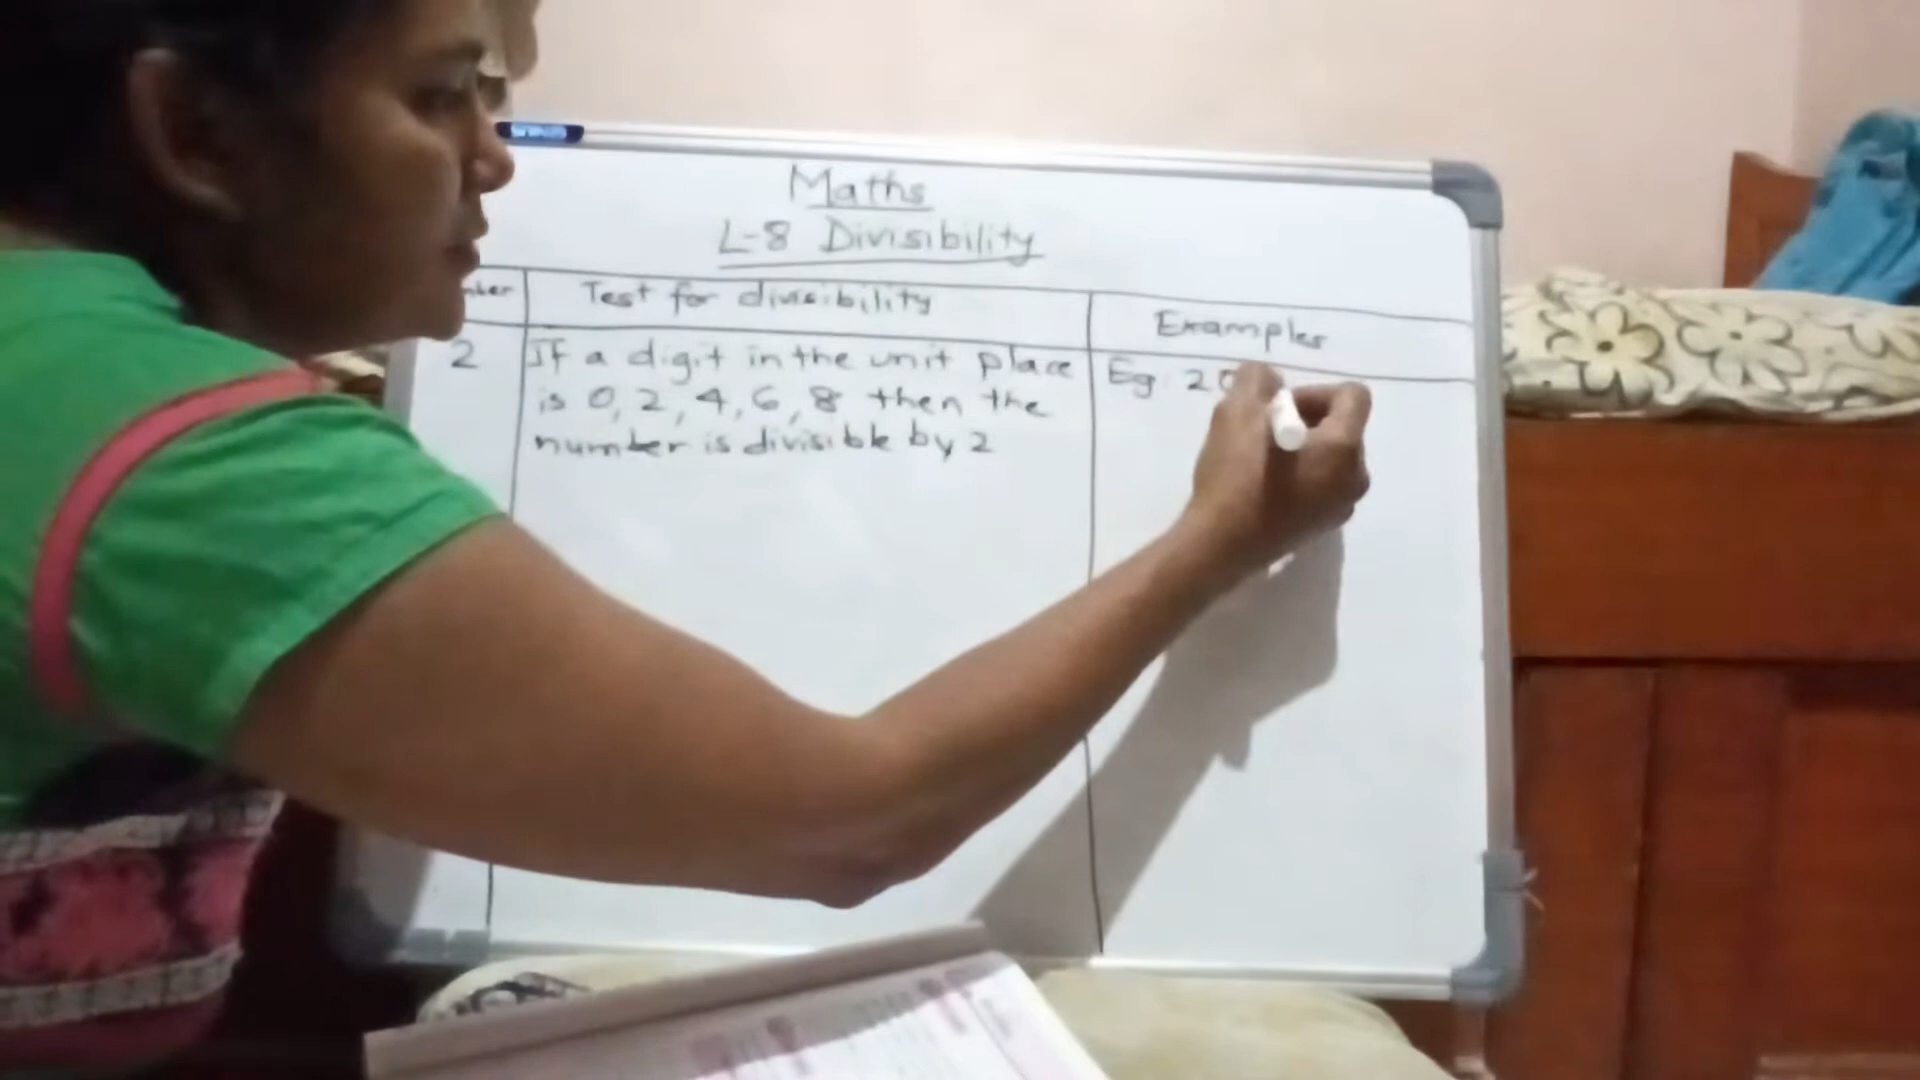 Maths
L-8 Divisibility
Test for divisibility
Examples
2 If a digit in the unit place
is 0, 2, 4, 6, 8 then the
number is divisible by 2
Eg: 20